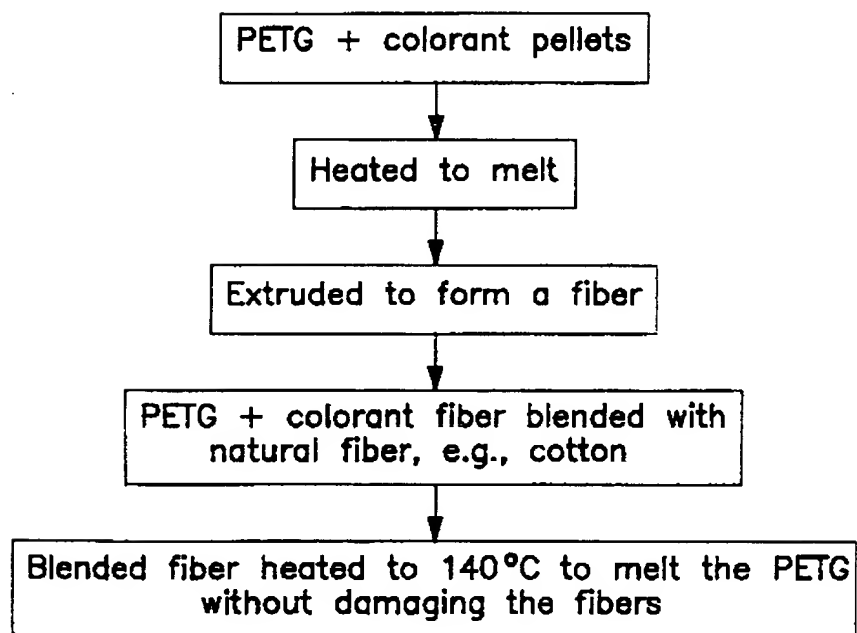 PETG + colorant pellets
Heated to melt
Extruded to form a fiber
PETG + colorant fiber blended with
natural fiber, e.g., cotton
Blended fiber heated to 140°C to melt the PETG
without damaging the fibers